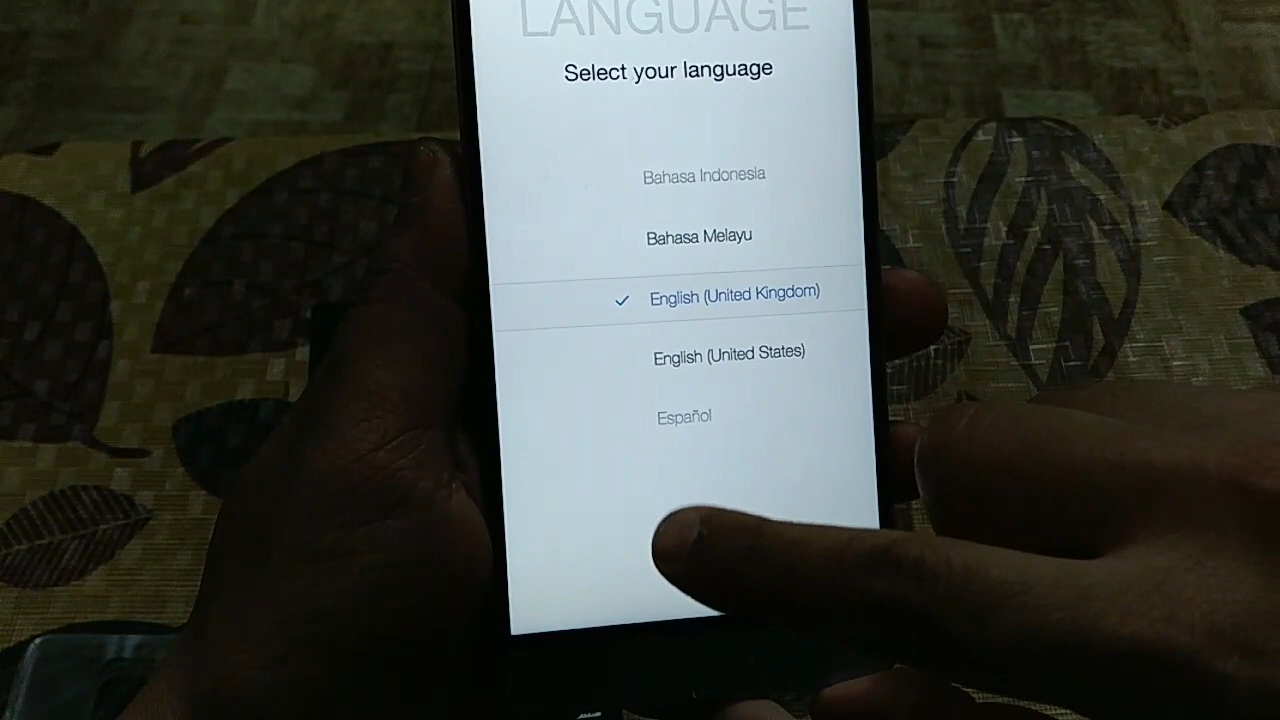 LANGUAGE
Select your language
Bahasa Indonesia
Bahasa Melayu
English (United Kingdom)
English (United States)
Español